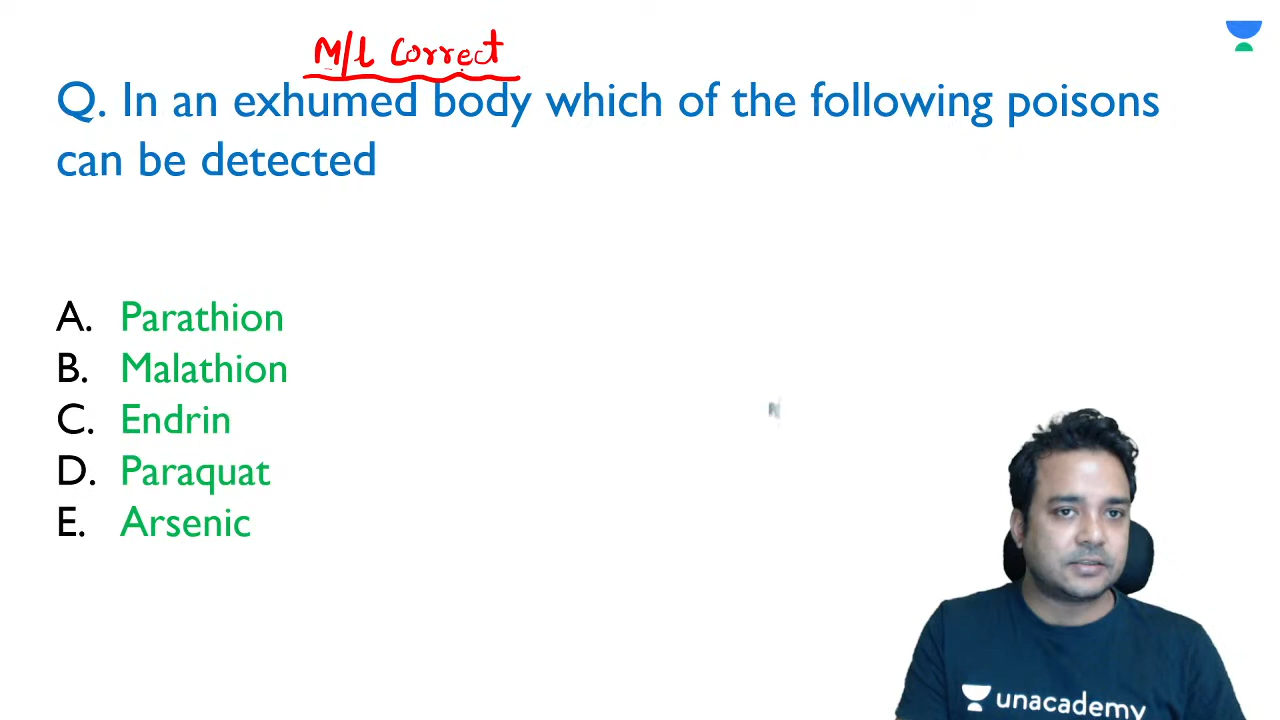 M/L Correct
Q. In an exhumed body which of the following poisons
can be detected
A. Parathion
B. Malathion
C. Endrin
D. Paraquat
E. Arsenic
unacademy